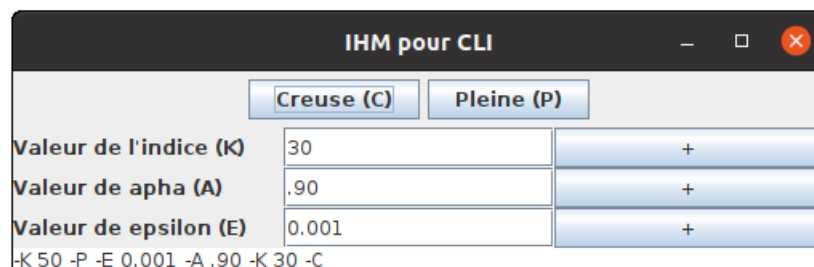 IHM pour CLI
Creuse (C) Pleine (P)
Valeur de l'indice (K) 30 +
Valeur de apha (A) .90 +
Valeur de epsilon (E) 0.001 +
-K 50 -P -E 0.001 -A .90 -K 30 -C